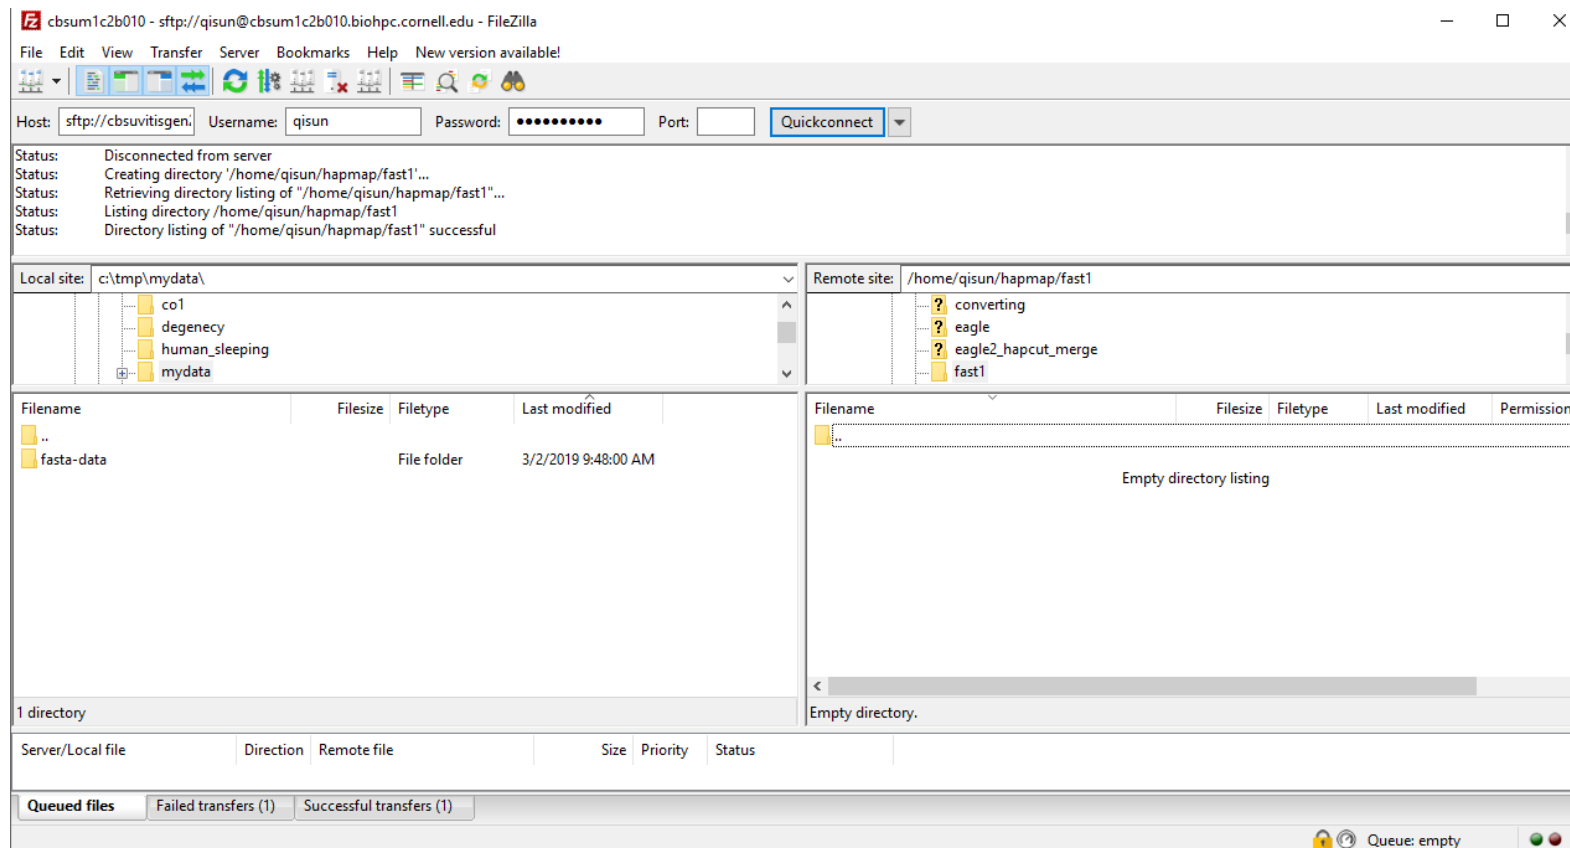 cbsum1c2b010 - sftp://qisun@cbsum1c2b010.biohpc.cornell.edu - FileZilla
File Edit View Transfer Server Bookmarks Help New version available!
Host: sftp://cbsuvitisgen2 Username: qisun Password: •••••••••• Port: Quickconnect
Status: Disconnected from server
Status: Creating directory '/home/qisun/hapmap/fast1'...
Status: Retrieving directory listing of "/home/qisun/hapmap/fast1"...
Status: Listing directory /home/qisun/hapmap/fast1
Status: Directory listing of "/home/qisun/hapmap/fast1" successful
Local site: c:\tmp\mydata\
co1
degenecy
human_sleeping
mydata
Remote site: /home/qisun/hapmap/fast1
? converting
? eagle
? eagle2_hapcut_merge
fast1
Filename Filesize Filetype Last modified
..
fasta-data File folder 3/2/2019 9:48:00 AM
1 directory
Filename Filesize Filetype Last modified Permission
..
Empty directory listing
Empty directory.
Server/Local file Direction Remote file Size Priority Status
Queued files Failed transfers (1) Successful transfers (1)
Queue: empty